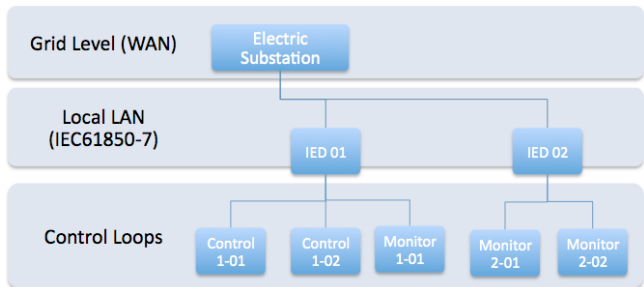 Grid Level (WAN)
Electric
Substation
Local LAN
(IEC61850-7)
IED 01
IED 02
Control Loops
Control
1-01
Control
1-02
Monitor
1-01
Monitor
2-01
Monitor
2-02